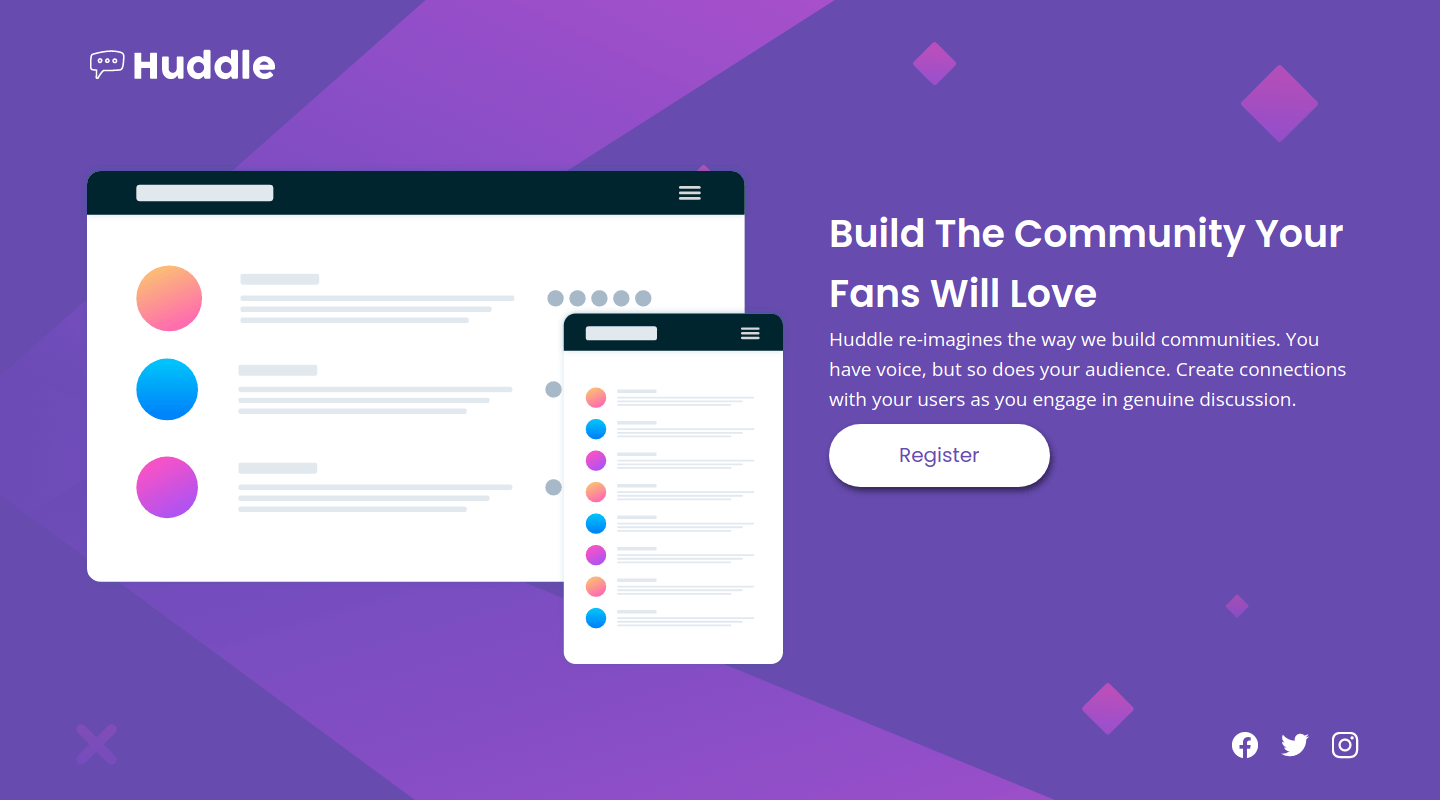 Huddle
Build The Community Your
Fans Will Love
Huddle re-imagines the way we build communities. You
have voice, but so does your audience. Create connections
with your users as you engage in genuine discussion.
Register